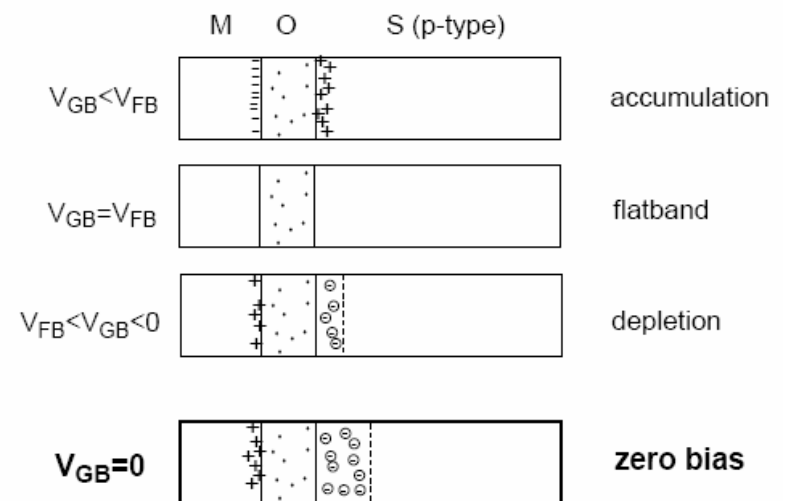 M O S (p-type)
V_GB<V_FB accumulation
V_GB=V_FB flatband
V_FB<V_GB<0 depletion
V_GB=0 zero bias